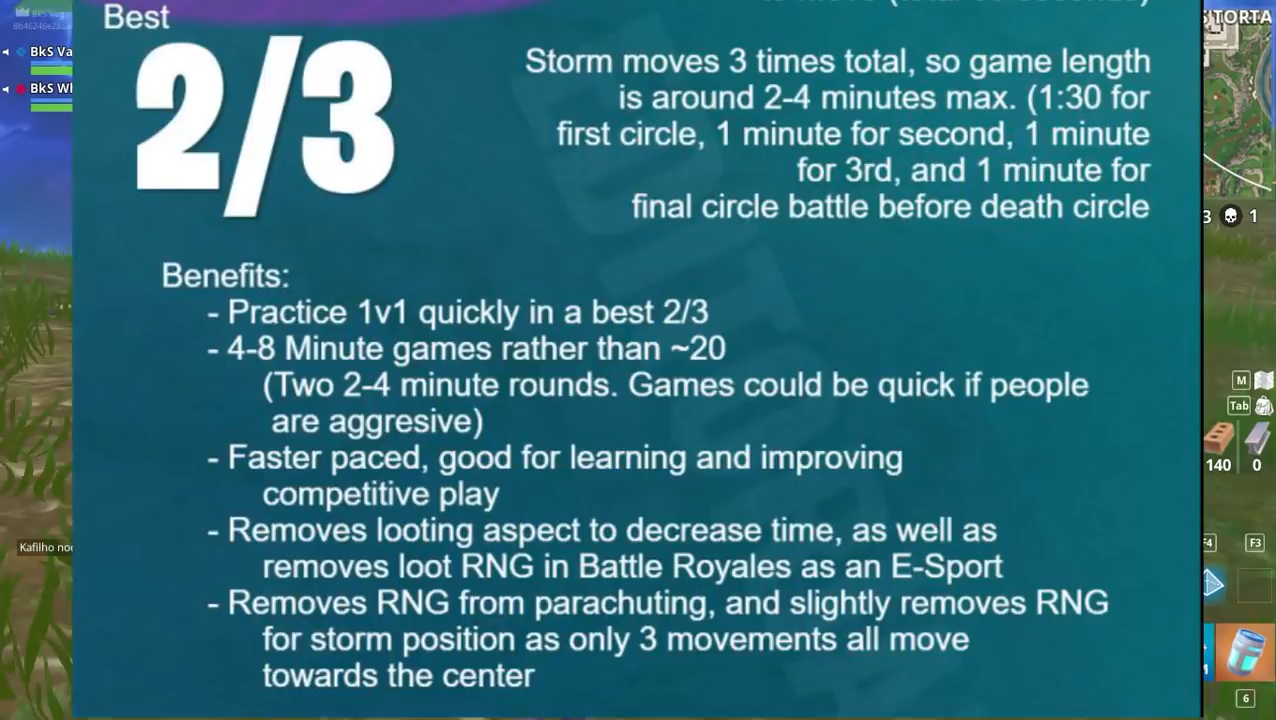 Best
2/3
Storm moves 3 times total, so game length
is around 2-4 minutes max. (1:30 for
first circle, 1 minute for second, 1 minute
for 3rd, and 1 minute for
final circle battle before death circle
Benefits:
- Practice 1v1 quickly in a best 2/3
- 4-8 Minute games rather than ~20
(Two 2-4 minute rounds. Games could be quick if people
are aggresive)
- Faster paced, good for learning and improving
competitive play
- Removes looting aspect to decrease time, as well as
removes loot RNG in Battle Royales as an E-Sport
- Removes RNG from parachuting, and slightly removes RNG
for storm position as only 3 movements all move
towards the center
BkS Va
BkS Wh
Kafilho
TORTA
3 1
M
Tab
140 0
F4 F3
6